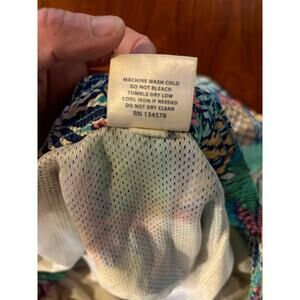 MACHINE WASH COLD
DO NOT BLEACH
TUMBLE DRY LOW
COOL IRON IF NEEDED
DO NOT DRY CLEAN
RN 134578